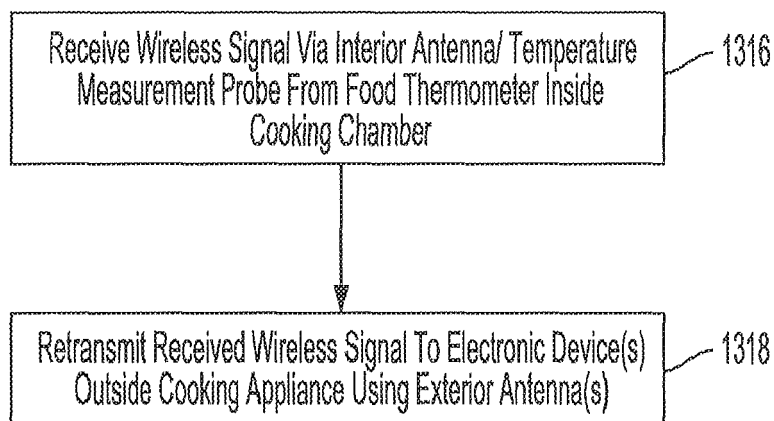 Receive Wireless Signal Via Interior Antenna/ Temperature
Measurement Probe From Food Thermometer Inside
Cooking Chamber
1316
Retransmit Received Wireless Signal To Electronic Device(s)
Outside Cooking Appliance Using Exterior Antenna(s)
1318